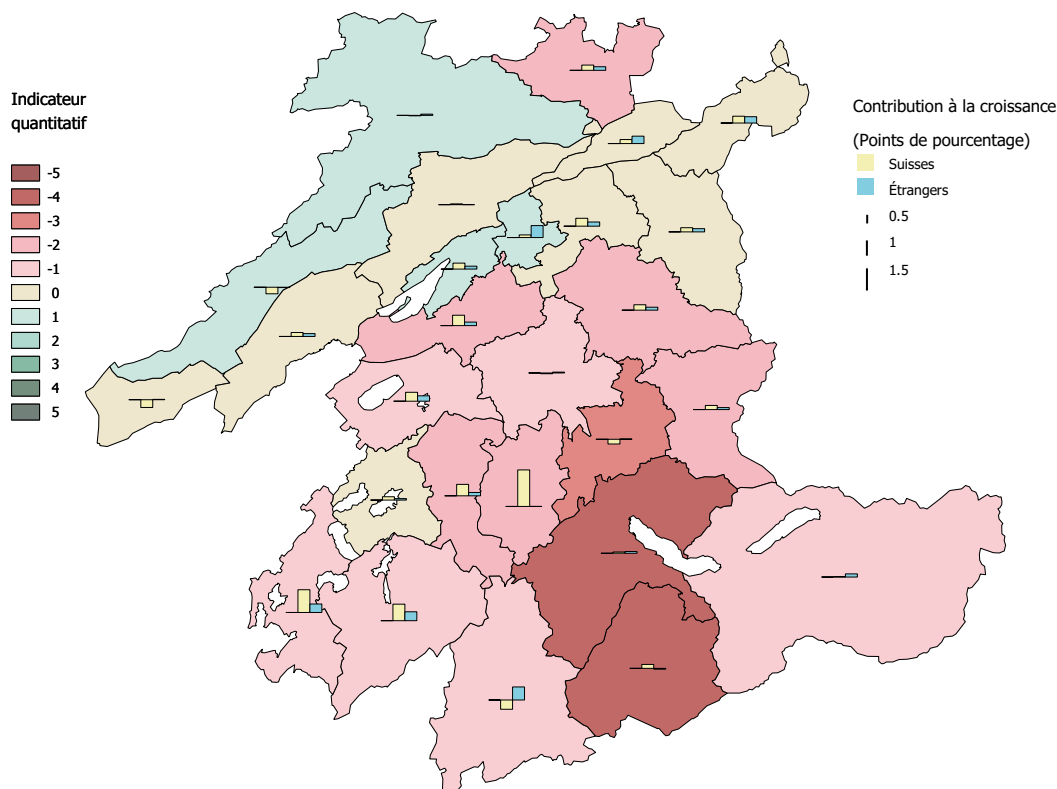 Indicateur
quantitatif
-5
-4
-3
-2
-1
0
1
2
3
4
5
Contribution à la croissance
(Points de pourcentage)
Suisses
Étrangers
0.5
1
1.5